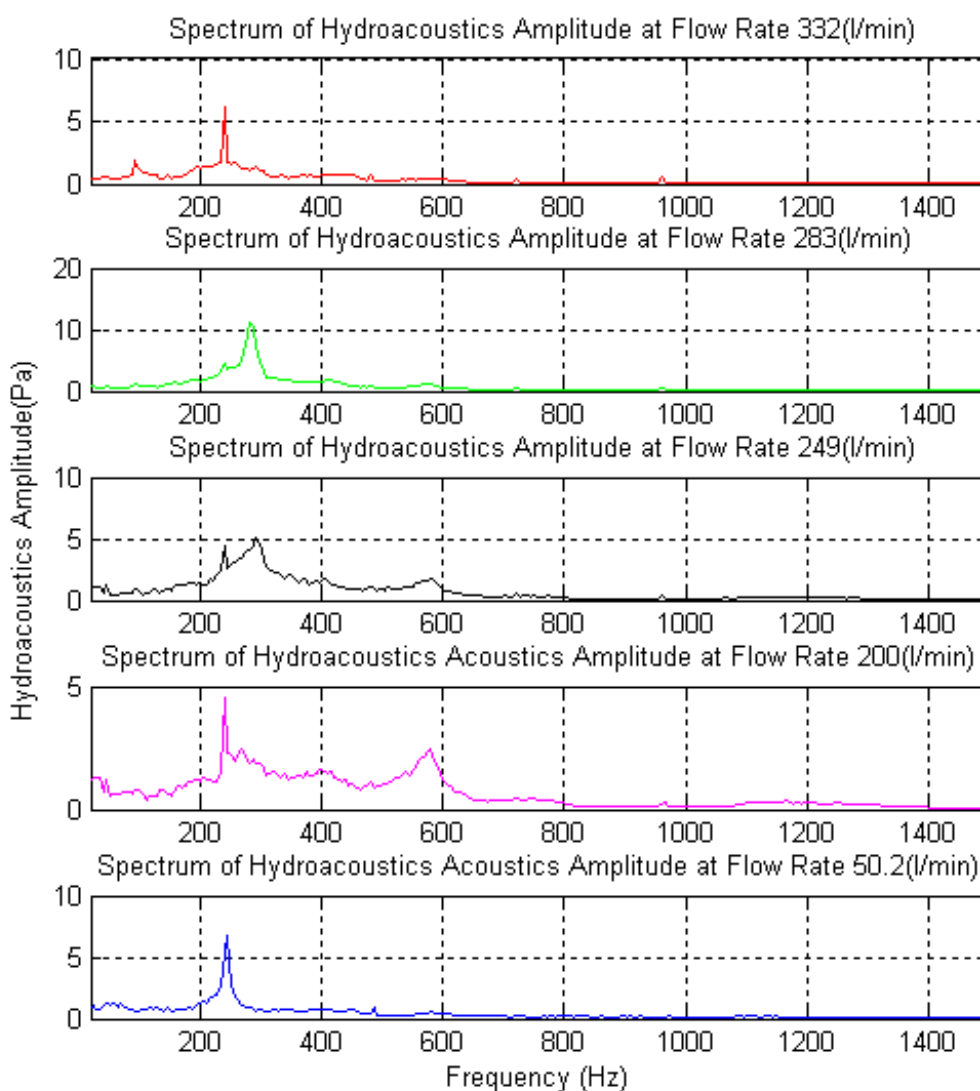 Spectrum of Hydroacoustics Amplitude at Flow Rate 332(l/min)
10
5
0
200 400 600 800 1000 1200 1400
Spectrum of Hydroacoustics Amplitude at Flow Rate 283(l/min)
20
10
0
200 400 600 800 1000 1200 1400
Spectrum of Hydroacoustics Amplitude at Flow Rate 249(l/min)
10
5
0
200 400 600 800 1000 1200 1400
Hydroacoustics Amplitude(Pa)
Spectrum of Hydroacoustics Acoustics Amplitude at Flow Rate 200(l/min)
5
0
200 400 600 800 1000 1200 1400
Spectrum of Hydroacoustics Acoustics Amplitude at Flow Rate 50.2(l/min)
10
5
0
200 400 600 800 1000 1200 1400
Frequency (Hz)